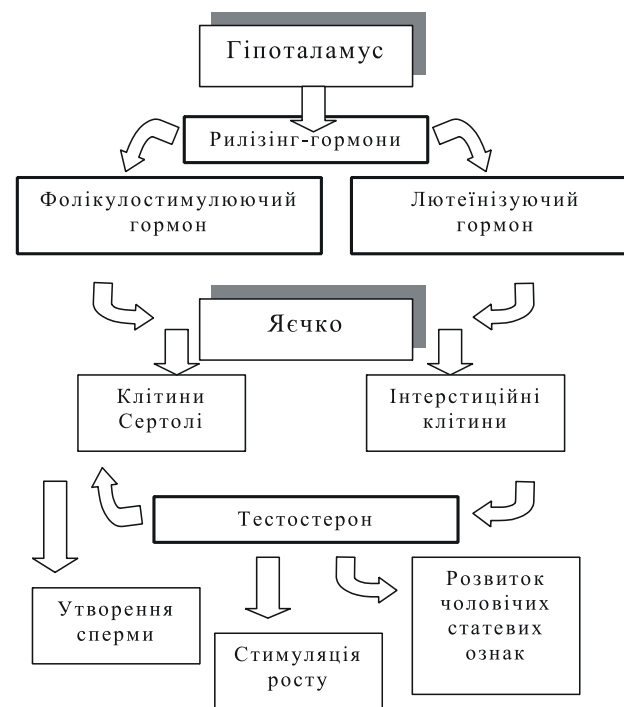 Гіпоталамус
Рилізінг-гормони
Фолікулостимулюючий
гормон
Лютеїнізуючий
гормон
Яєчко
Клітини
Сертолі
Інтерстиційні
клітини
Тестостерон
Утворення
сперми
Стимуляція
росту
Розвиток
чоловічих
статевих
ознак